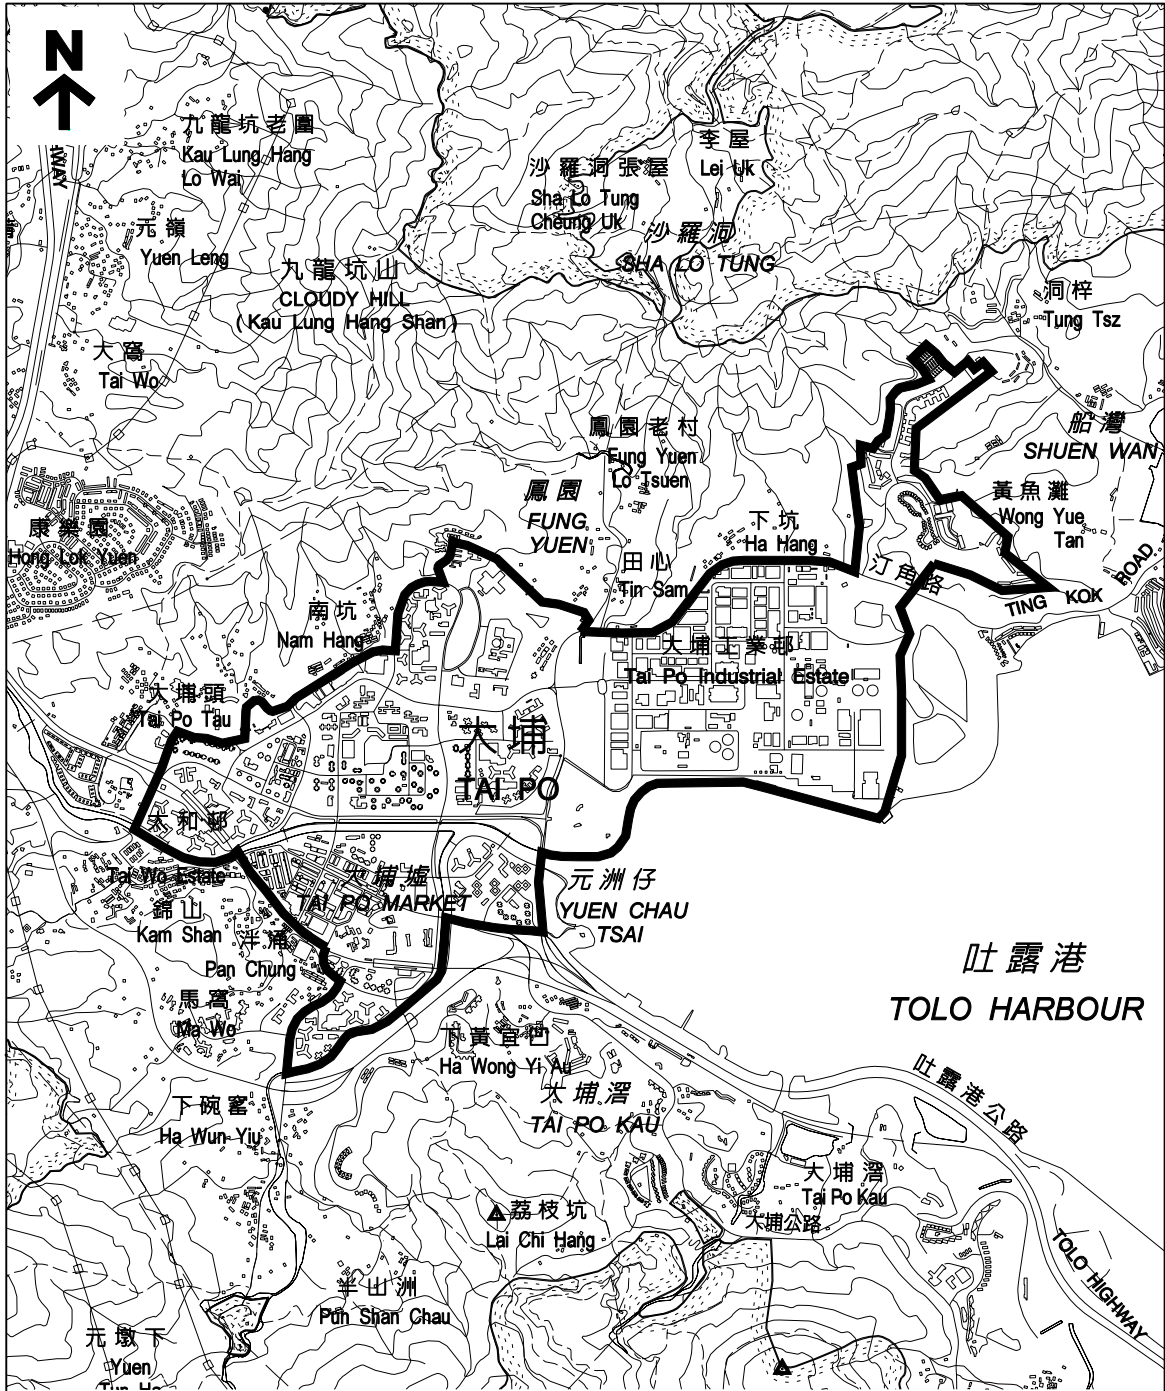 N
WAY
九龍坑老圍
Kau Lung Hang
Lo Wai
李屋
Lei Uk
沙羅洞張屋
Sha Lo Tung
Cheung Uk
元嶺
Yuen Leng
沙羅洞
SHA LO TUNG
九龍坑山
CLOUDY HILL
(Kau Lung Hang Shan)
洞梓
Tung Tsz
大窩
Tai Wo
鳳園老村
Fung Yuen
Lo Tsuen
船灣
SHUEN WAN
鳳園
FUNG
YUEN
黃魚灘
Wong Yue
Tan
康樂園
Hong Lok Yuen
下坑
Ha Hang
田心
Tin Sam
汀角路
TING KOK ROAD
南坑
Nam Hang
大埔工業邨
Tai Po Industrial Estate
大埔頭
Tai Po Tau
大埔
TAI PO
太和邨
Tai Wo Estate
大埔墟
TAI PO MARKET
元洲仔
YUEN CHAU
TSAI
錦山
Kam Shan
泮涌
Pan Chung
吐露港
TOLO HARBOUR
馬窩
Ma Wo
下黃宜凹
Ha Wong Yi Au
吐露港公路
大埔滘
TAI PO KAU
下碗窰
Ha Wun Yiu
大埔滘
Tai Po Kau
大埔公路
荔枝坑
Lai Chi Hang
TOLO HIGHWAY
半山洲
Pun Shan Chau
元墩下
Yuen
Tun Ha